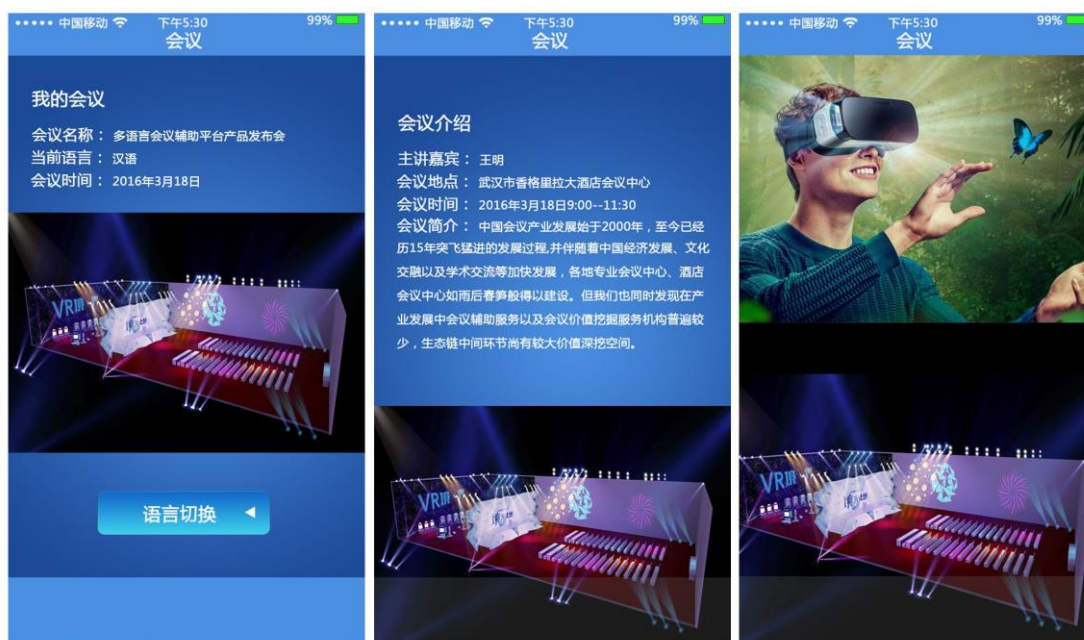 中国移动 下午5:30 99%
会议
我的会议
会议名称： 多语言会议辅助平台产品发布会
当前语言： 汉语
会议时间： 2016年3月18日
VR境
语言切换
中国移动 下午5:30 99%
会议
会议介绍
主讲嘉宾： 王明
会议地点： 武汉市香格里拉大酒店会议中心
会议时间： 2016年3月18日9:00--11:30
会议简介： 中国会议产业发展始于2000年，至今已经
历15年突飞猛进的发展过程,并伴随着中国经济发展、文化
交融以及学术交流等加快发展，各地专业会议中心、酒店
会议中心如雨后春笋般得以建设。但我们也同时发现在产
业发展中会议辅助服务以及会议价值挖掘服务机构普遍较
少，生态链中间环节尚有较大价值深挖空间。
VR境
中国移动 下午5:30 99%
会议
VR境